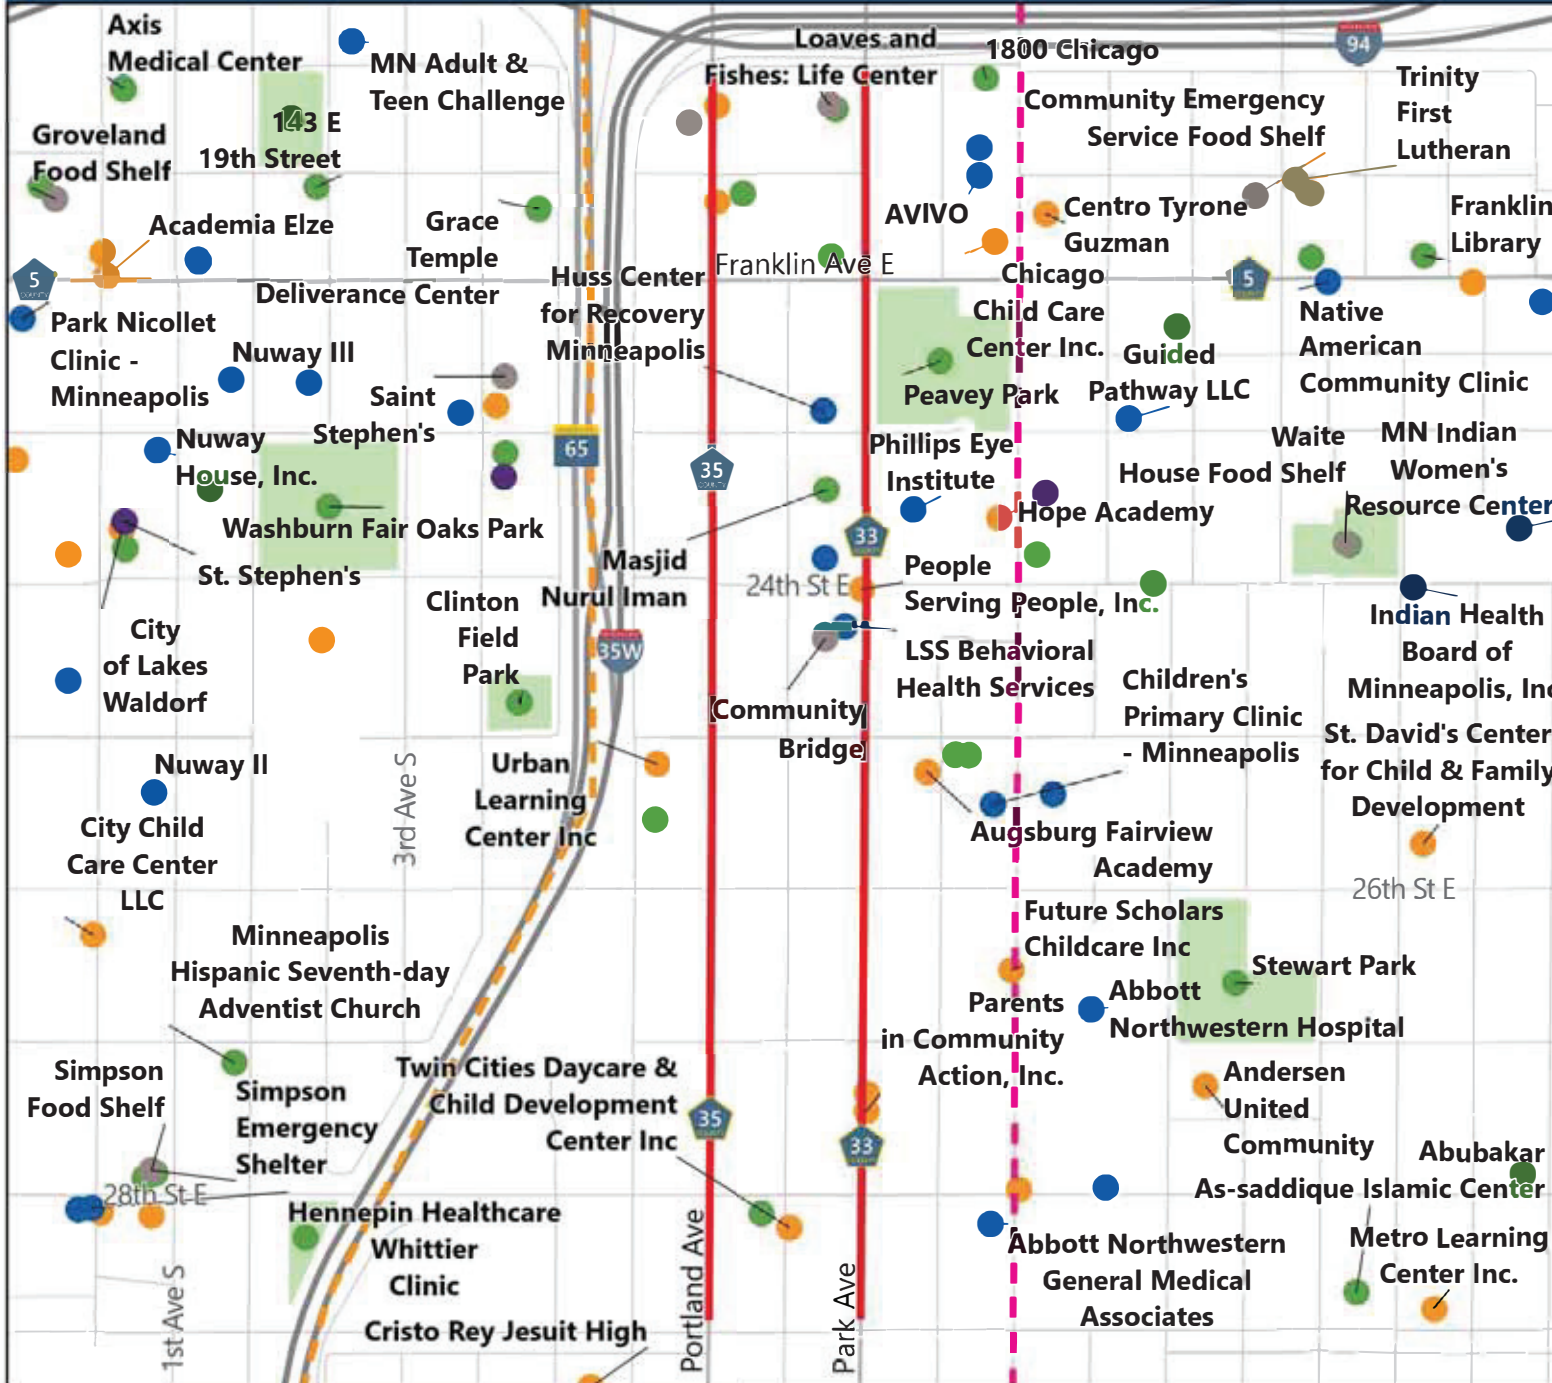 Axis
Medical Center
MN Adult &
Teen Challenge
Loaves and
Fishes: Life Center
1800 Chicago
94
Trinity
First
Lutheran
Community Emergency
Service Food Shelf
143 E
19th Street
Groveland
Food Shelf
Academia Elze
Grace
Temple
Deliverance Center
AVIVO
Centro Tyrone
Guzman
Franklin
Library
5
Franklin Ave E
Huss Center
for Recovery
Minneapolis
Chicago
Child Care
Center Inc.
5
Park Nicollet
Clinic -
Minneapolis
Nuway III
Saint
Stephen's
Peavey Park
Guided
Pathway LLC
Native
American
Community Clinic
Nuway
House, Inc.
65
35
Phillips Eye
Institute
Waite
House Food Shelf
MN Indian
Women's
Resource Center
Washburn Fair Oaks Park
Hope Academy
33
St. Stephen's
Masjid
Nurul Iman
24th St E
People
Serving People, Inc.
Clinton
Field
Park
35W
City
of Lakes
Waldorf
LSS Behavioral
Health Services
Indian Health
Board of
Minneapolis, Inc
Community
Bridge
Children's
Primary Clinic
- Minneapolis
St. David's Center
for Child & Family
Development
Nuway II
3rd Ave S
Urban
Learning
Center Inc
City Child
Care Center
LLC
Augsburg Fairview
Academy
26th St E
Minneapolis
Hispanic Seventh-day
Adventist Church
Future Scholars
Childcare Inc
Stewart Park
Parents
in Community
Action, Inc.
Abbott
Northwestern Hospital
Simpson
Food Shelf
Simpson
Emergency
Shelter
Twin Cities Daycare &
Child Development
Center Inc
35
33
Andersen
United
Community
Abubakar
As-saddique Islamic Center
28th St E
Hennepin Healthcare
Whittier
Clinic
Abbott Northwestern
General Medical
Associates
Metro Learning
Center Inc.
1st Ave S
Portland Ave
Park Ave
Cristo Rey Jesuit High